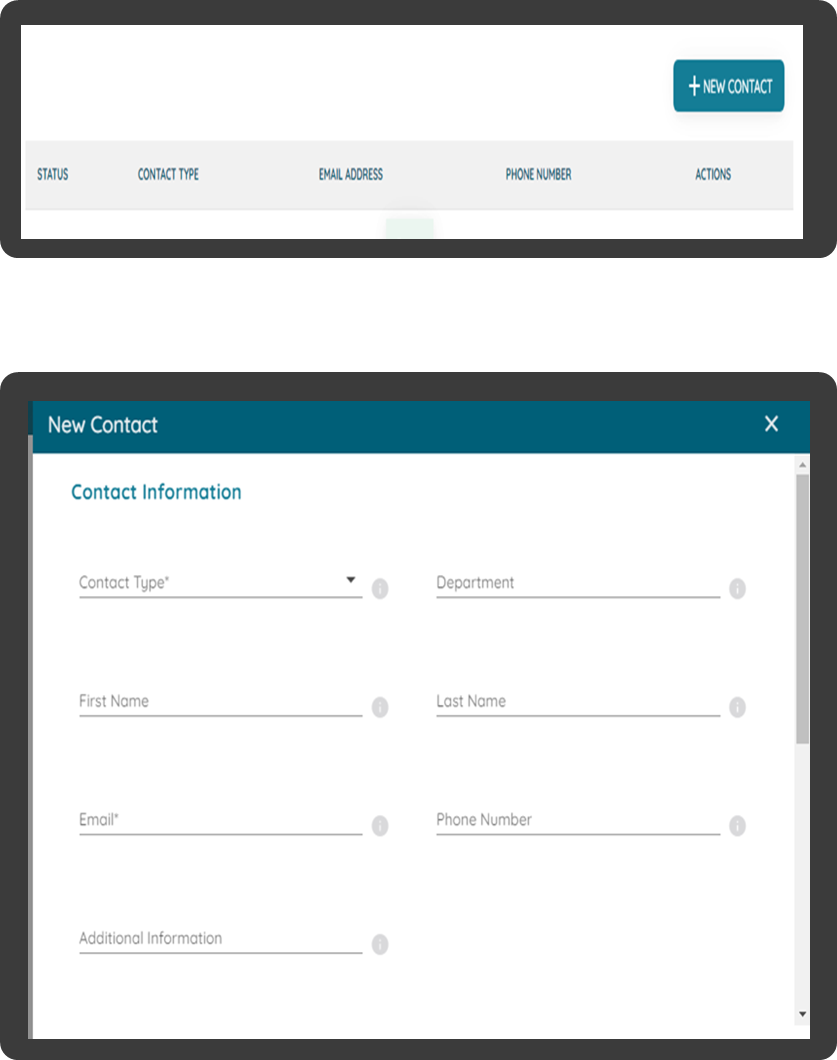 + NEW CONTACT
STATUS CONTACT TYPE EMAIL ADDRESS PHONE NUMBER ACTIONS
New Contact X
Contact Information
Contact Type* Department
First Name Last Name
Email* Phone Number
Additional Information